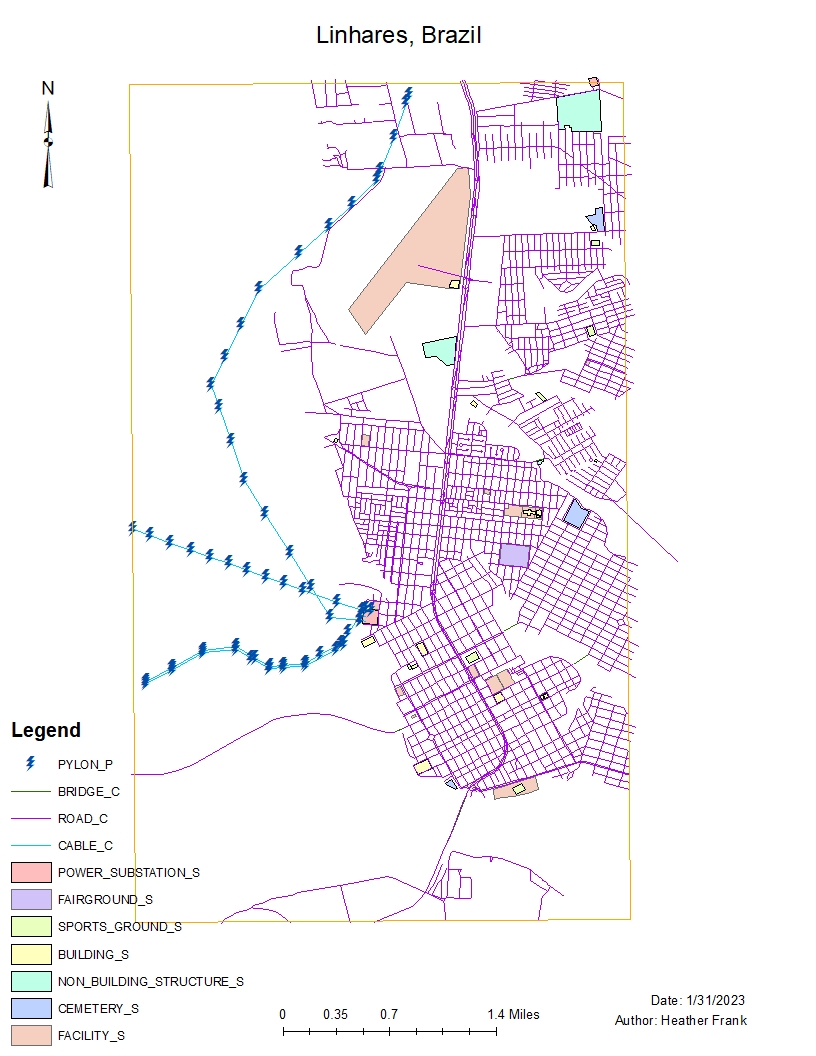 Linhares, Brazil
N
Legend
PYLON_P
BRIDGE_C
ROAD_C
CABLE_C
POWER_SUBSTATION_S
FAIRGROUND_S
SPORTS_GROUND_S
BUILDING_S
NON_BUILDING_STRUCTURE_S
CEMETERY_S
FACILITY_S
0 0.35 0.7 1.4 Miles
Date: 1/31/2023
Author: Heather Frank